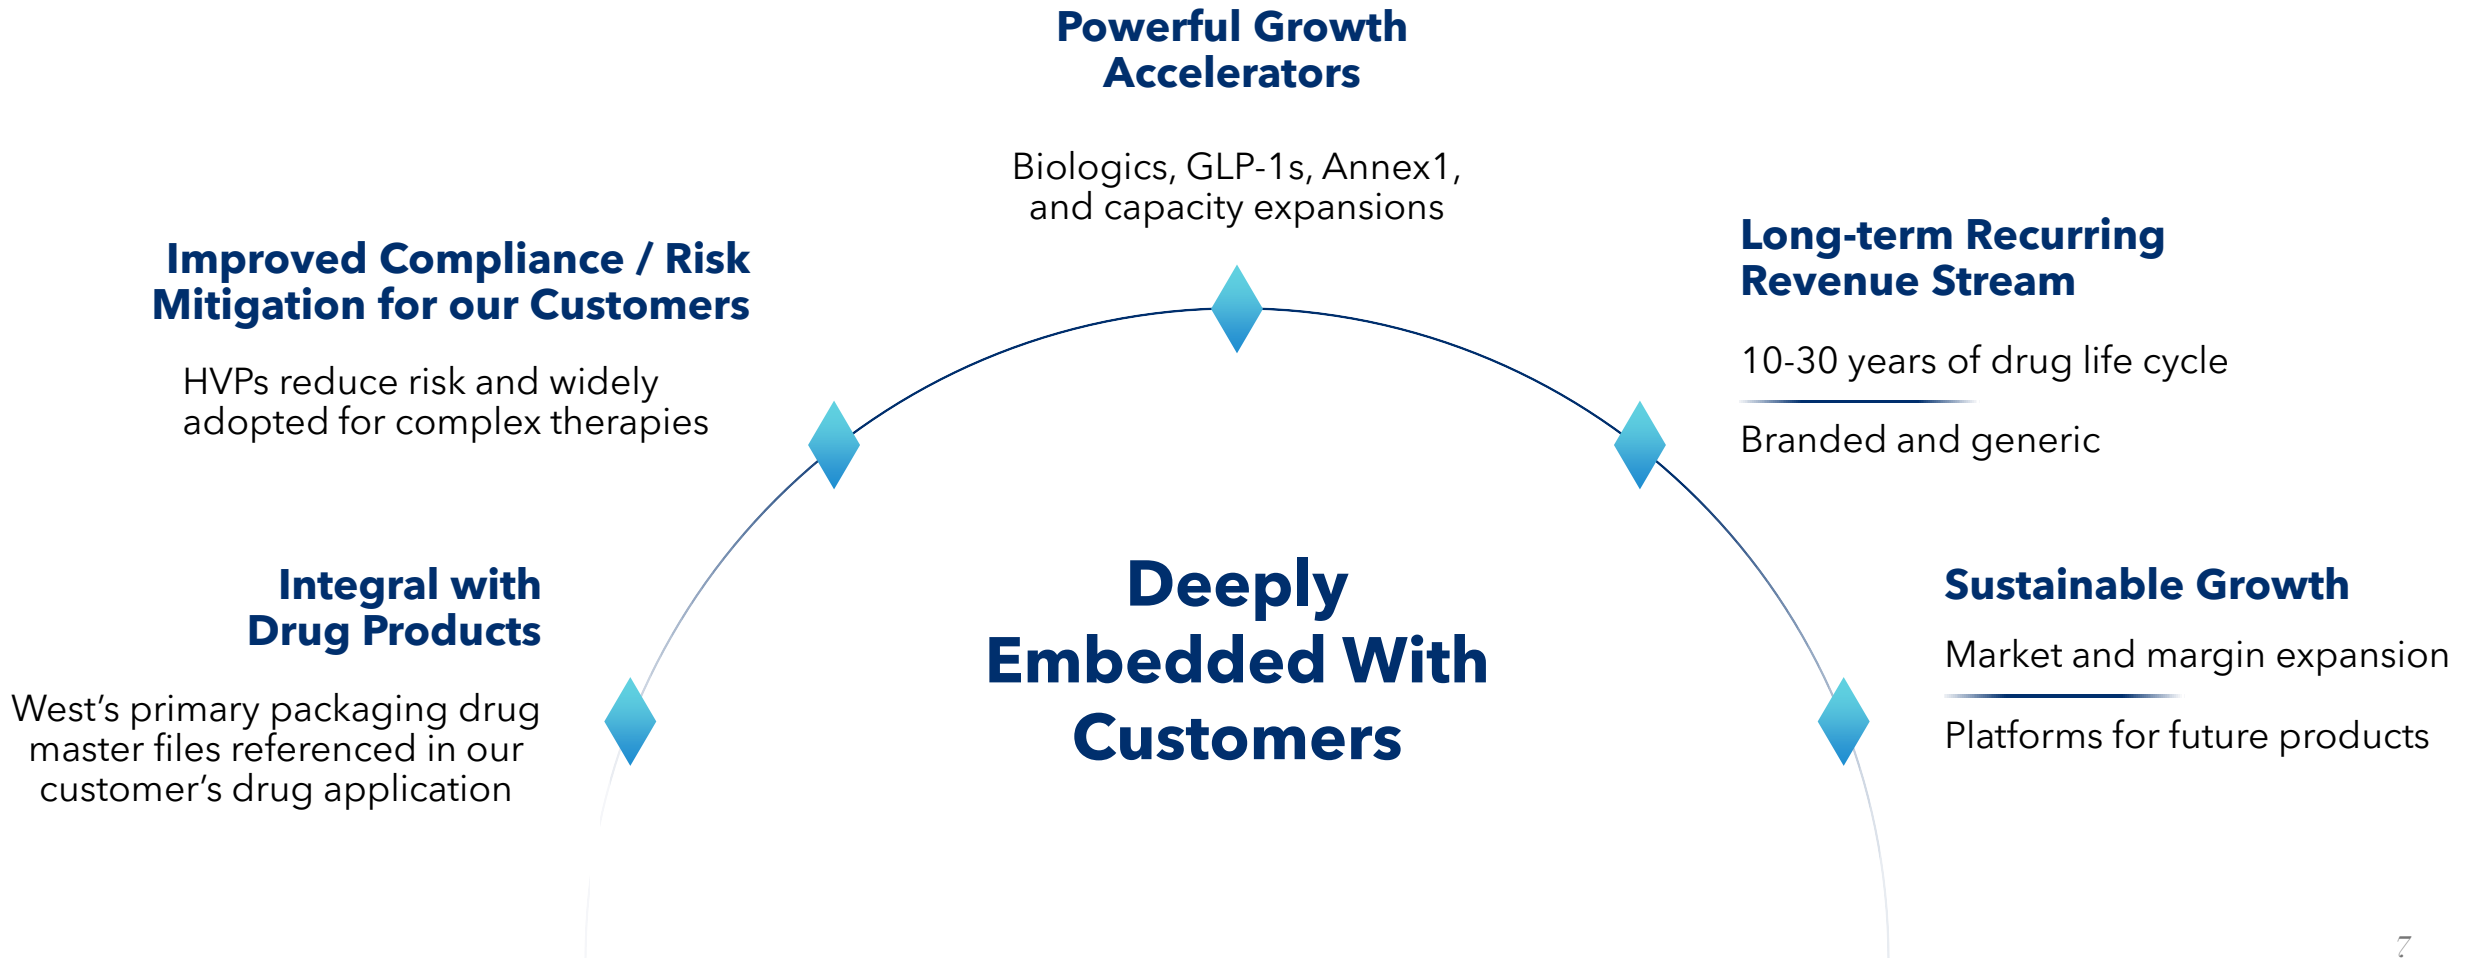 Powerful Growth
Accelerators
Biologics, GLP-1s, Annex1,
and capacity expansions
Improved Compliance / Risk
Mitigation for our Customers
HVPs reduce risk and widely
adopted for complex therapies
Long-term Recurring
Revenue Stream
10-30 years of drug life cycle
Branded and generic
Integral with
Drug Products
West’s primary packaging drug
master files referenced in our
customer’s drug application
Deeply
Embedded With
Customers
Sustainable Growth
Market and margin expansion
Platforms for future products
7